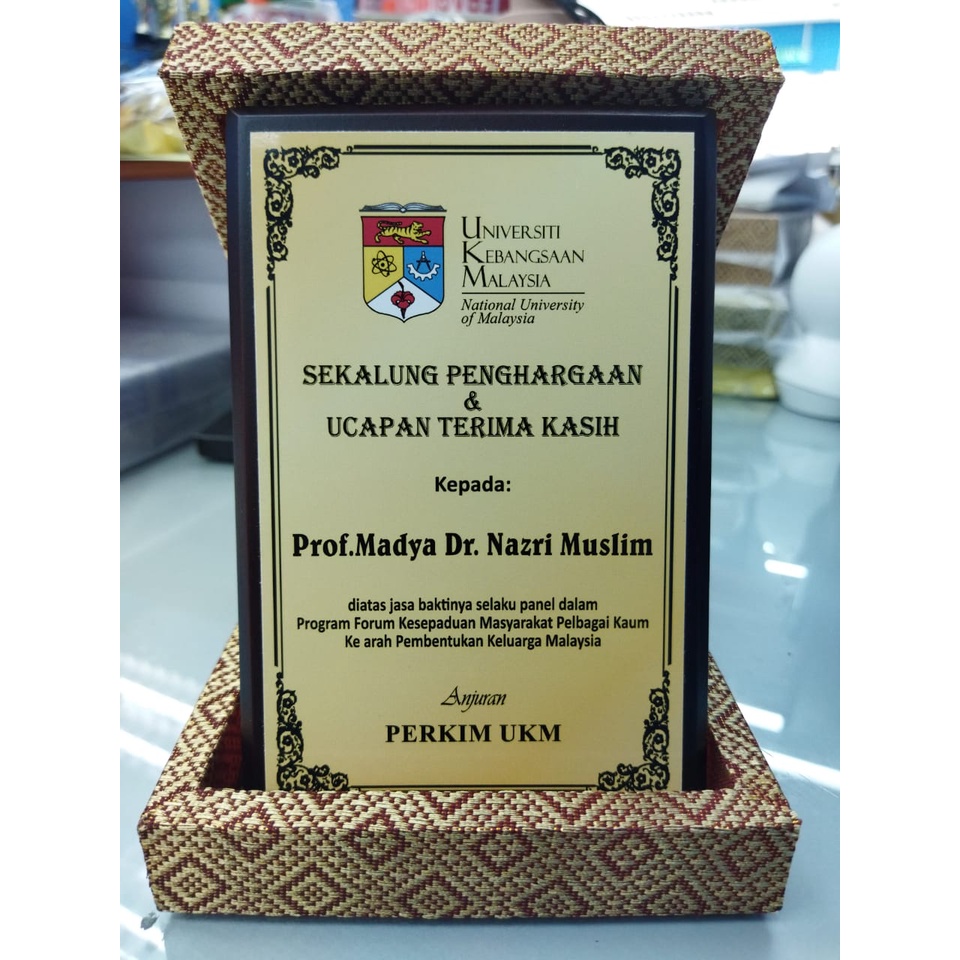 UNIVERSITI
KEBANGSAAN
MALAYSIA
National University
of Malaysia
SEKALUNG PENGHARGAAN
&
UCAPAN TERIMA KASIH
Kepada:
Prof.Madya Dr. Nazri Muslim
diatas jasa baktinya selaku panel dalam
Program Forum Kesepaduan Masyarakat Pelbagai Kaum
Ke arah Pembentukan Keluarga Malaysia
Anjuran
PERKIM UKM